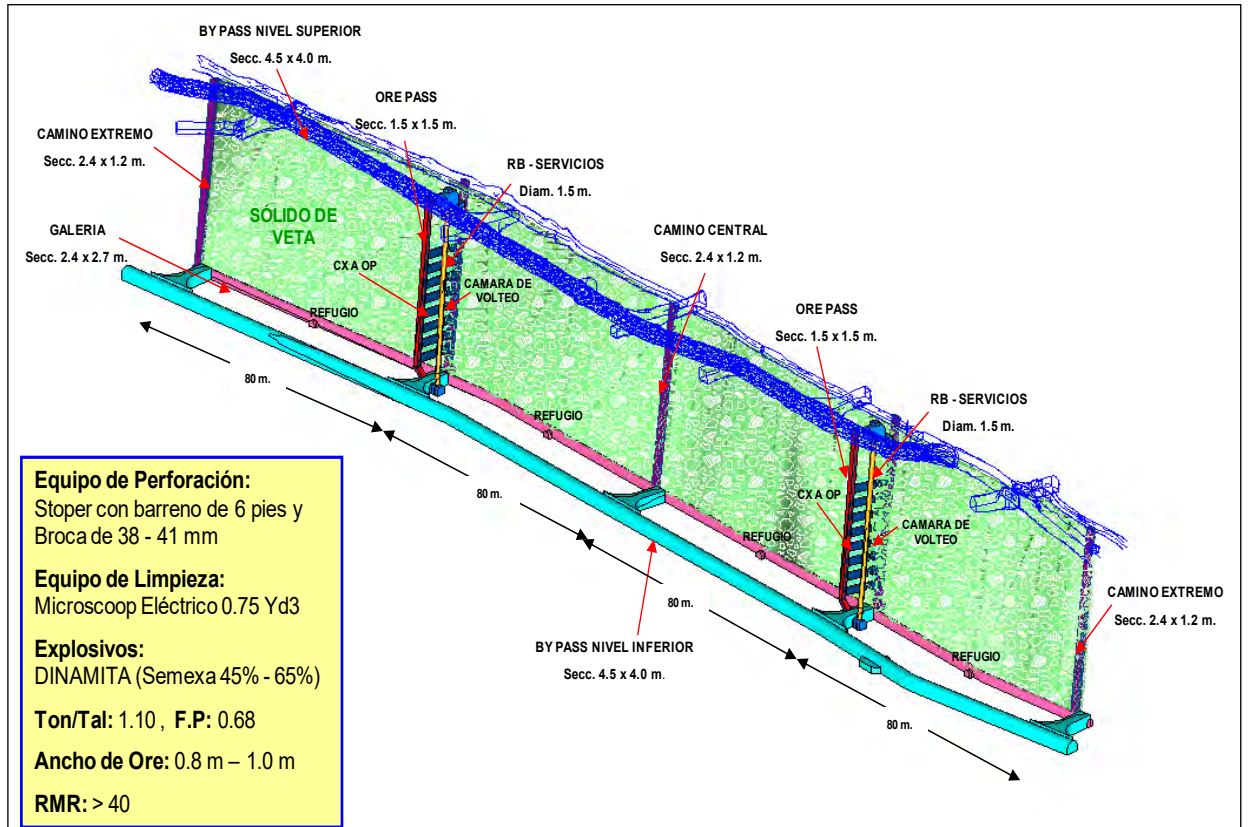 BY PASS NIVEL SUPERIOR
Secc. 4.5 x 4.0 m.
ORE PASS
Secc. 1.5 x 1.5 m.
CAMINO EXTREMO
Secc. 2.4 x 1.2 m.
RB - SERVICIOS
Diam. 1.5 m.
SÓLIDO DE
VETA
GALERIA
Secc. 2.4 x 2.7 m.
CAMINO CENTRAL
Secc. 2.4 x 1.2 m.
CX A OP
CAMARA DE
VOLTEO
REFUGIO
ORE PASS
Secc. 1.5 x 1.5 m.
80 m.
RB - SERVICIOS
Diam. 1.5 m.
REFUGIO
CX A OP
CAMARA DE
VOLTEO
80 m.
REFUGIO
CAMINO EXTREMO
Secc. 2.4 x 1.2 m.
80 m.
BY PASS NIVEL INFERIOR
Secc. 4.5 x 4.0 m.
REFUGIO
80 m.
Equipo de Perforación:
Stoper con barreno de 6 pies y
Broca de 38 - 41 mm
Equipo de Limpieza:
Microscoop Eléctrico 0.75 Yd3
Explosivos:
DINAMITA (Semexa 45% - 65%)
Ton/Tal: 1.10 , F.P: 0.68
Ancho de Ore: 0.8 m – 1.0 m
RMR: > 40